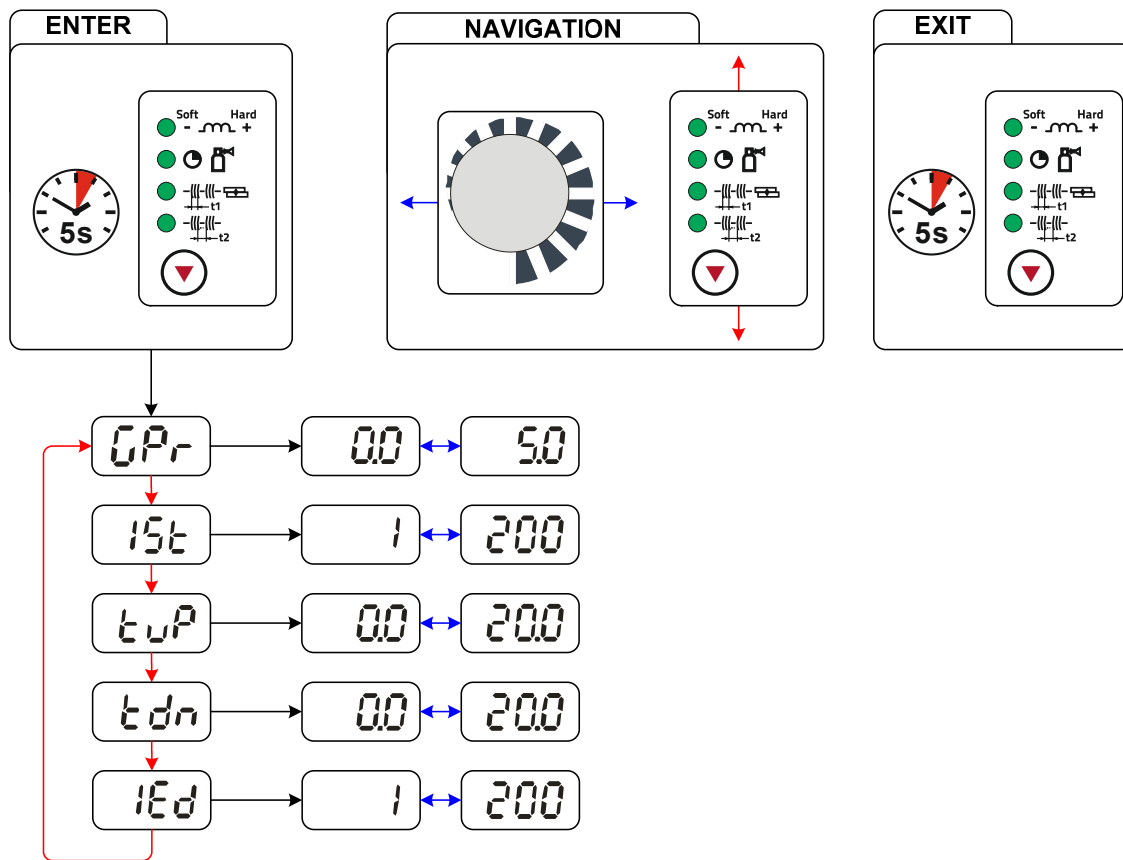 ENTER
NAVIGATION
EXIT
Soft Hard
- +
t1
t2
5s
Soft Hard
- +
t1
t2
Soft Hard
- +
t1
t2
5s
GPr 0.0 5.0
1St 1 200
tuP 0.0 20.0
tdn 0.0 20.0
1Ed 1 200